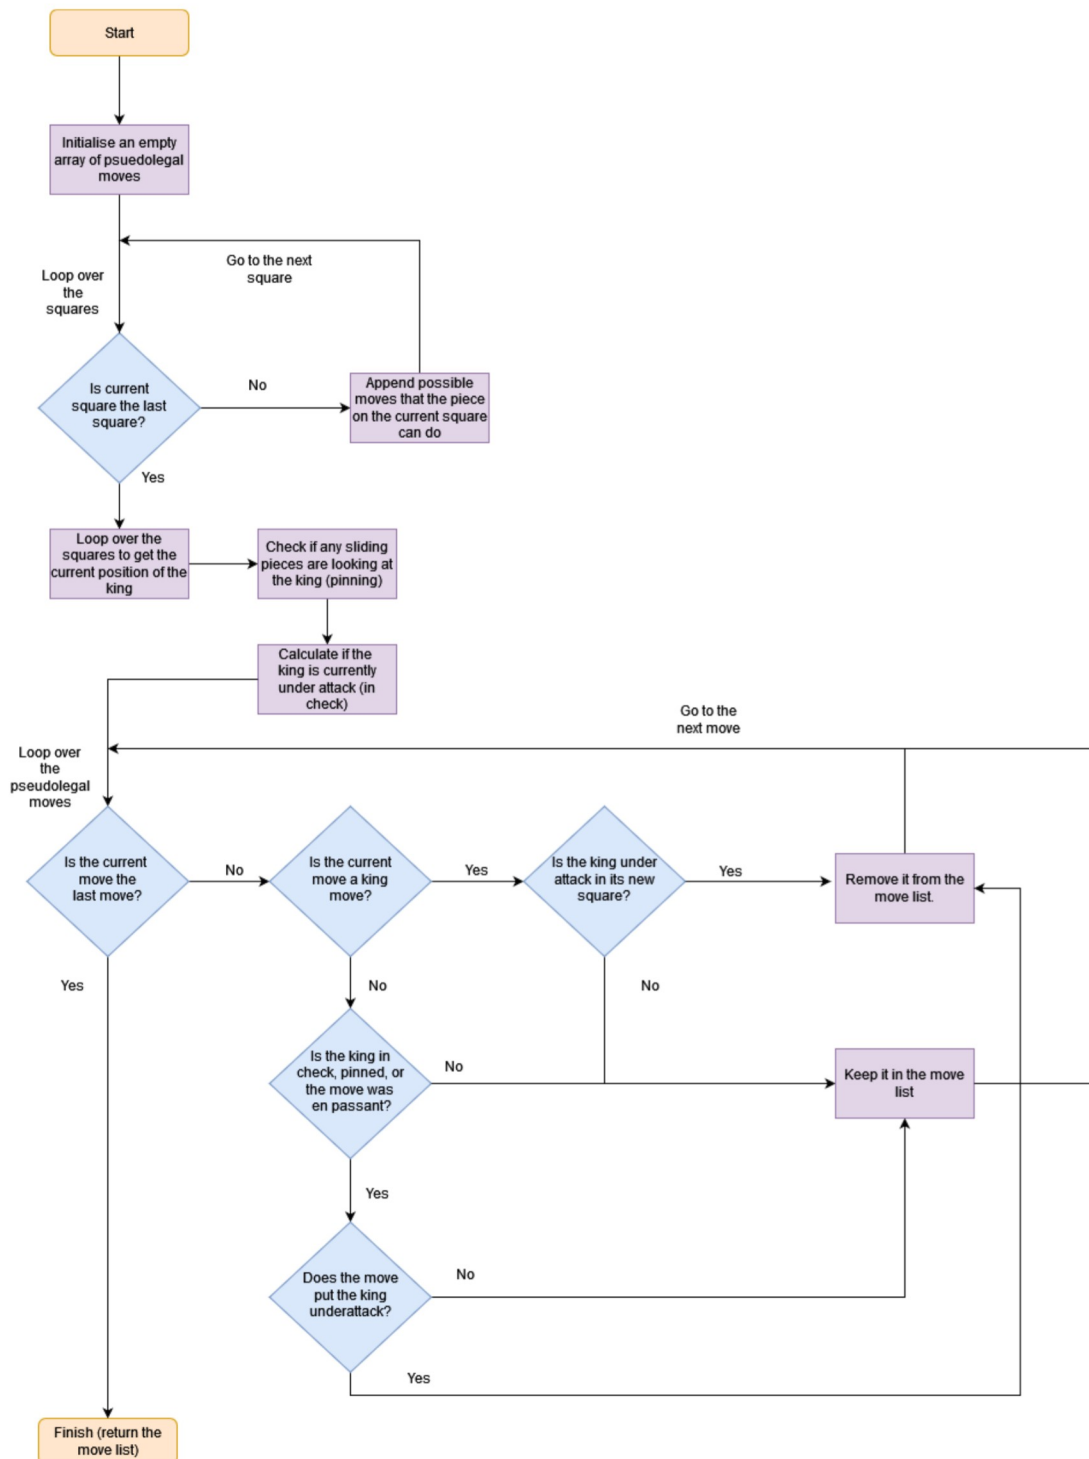 Start
Initialise an empty
array of psuedolegal
moves
Go to the next
square
Loop over
the
squares
Is current
square the last
square?
No
Append possible
moves that the piece
on the current square
can do
Yes
Loop over the
squares to get the
current position of the
king
Check if any sliding
pieces are looking at
the king (pinning)
Calculate if the
king is currently
under attack (in
check)
Go to the
next move
Loop over
the
pseudolegal
moves
Is the current
move the
last move?
No
Is the current
move a king
move?
Yes
Is the king under
attack in its new
square?
Yes
Remove it from the
move list.
Yes
No
No
Is the king in
check, pinned, or
the move was
en passant?
No
Keep it in the move
list
Yes
Does the move
put the king
underattack?
No
Yes
Finish (return the
move list)